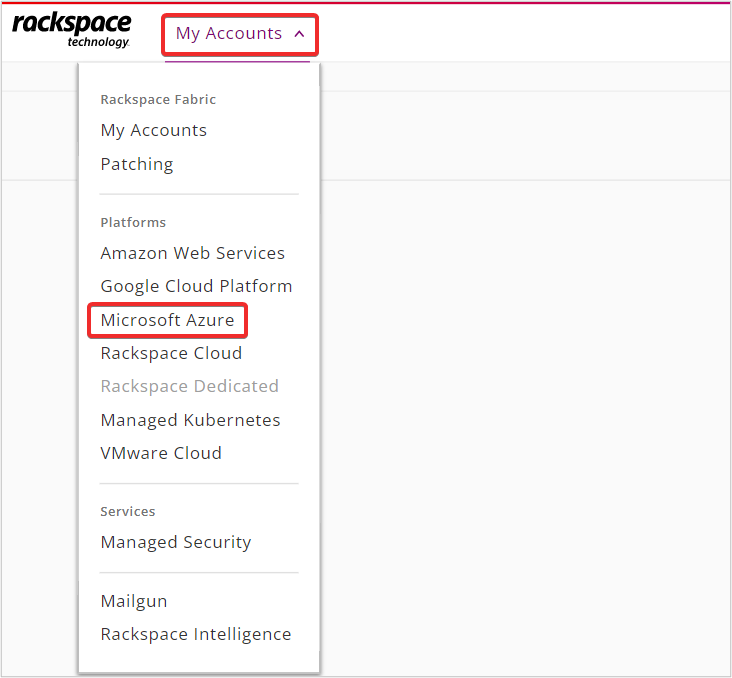 rackspace
technology.
My Accounts
Rackspace Fabric
My Accounts
Patching
Platforms
Amazon Web Services
Google Cloud Platform
Microsoft Azure
Rackspace Cloud
Rackspace Dedicated
Managed Kubernetes
VMware Cloud
Services
Managed Security
Mailgun
Rackspace Intelligence